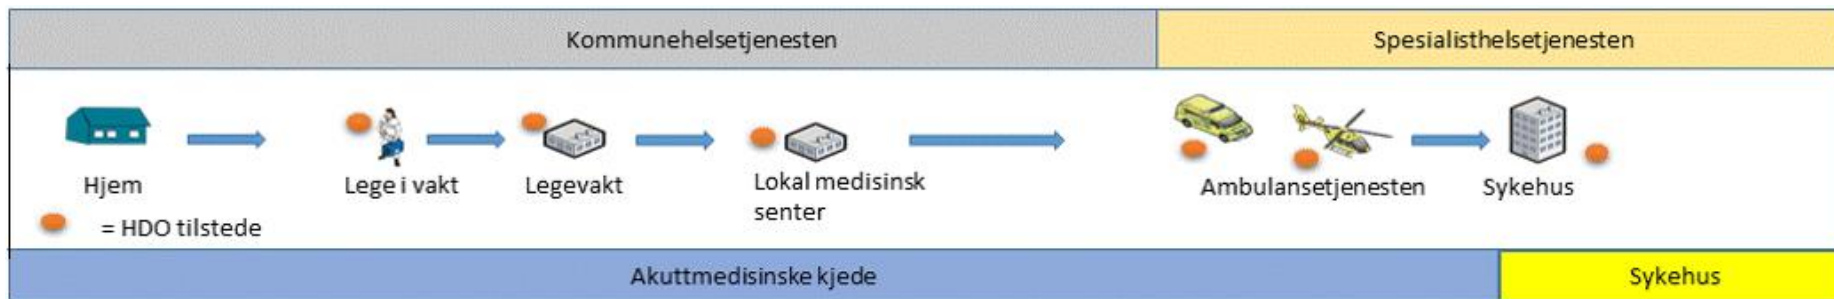 Kommunehelsetjenesten
Spesialisthelsetjenesten
Hjem
Lege i vakt
Legevakt
Lokal medisinsk
senter
Ambulansetjenesten
Sykehus
= HDO tilstede
Akuttmedisinske kjede
Sykehus